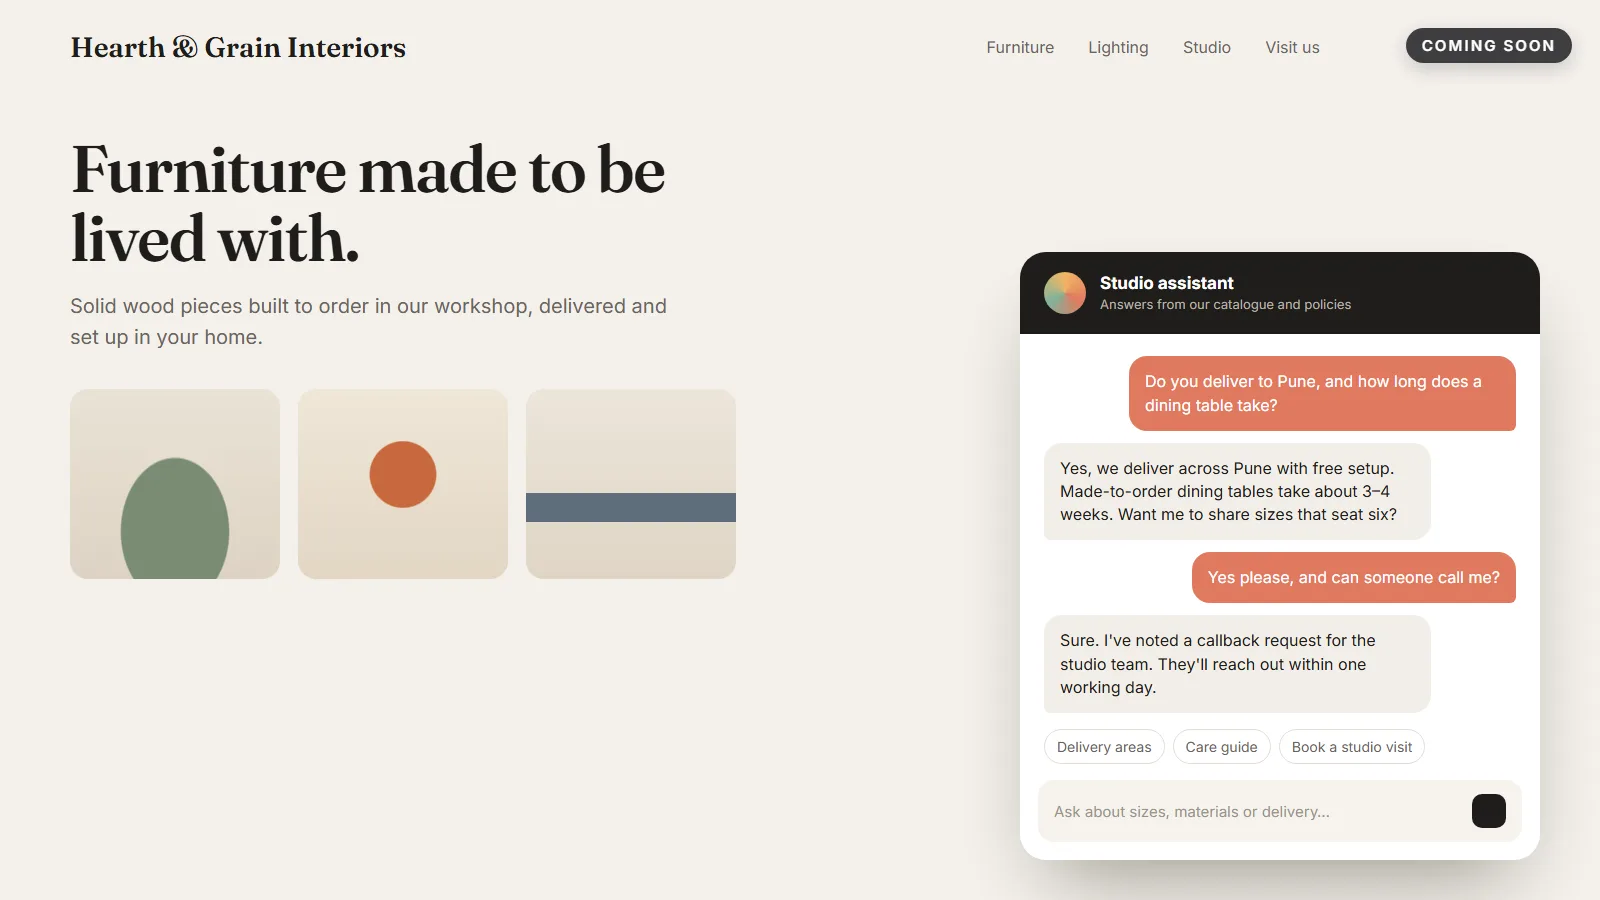 Hearth & Grain Interiors
Furniture
Lighting
Studio
Visit us
COMING SOON
Furniture made to be
lived with.
Solid wood pieces built to order in our workshop, delivered and
set up in your home.
Studio assistant
Answers from our catalogue and policies
Do you deliver to Pune, and how long does a
dining table take?
Yes, we deliver across Pune with free setup.
Made-to-order dining tables take about 3–4
weeks. Want me to share sizes that seat six?
Yes please, and can someone call me?
Sure. I've noted a callback request for the
studio team. They'll reach out within one
working day.
Delivery areas
Care guide
Book a studio visit
Ask about sizes, materials or delivery...